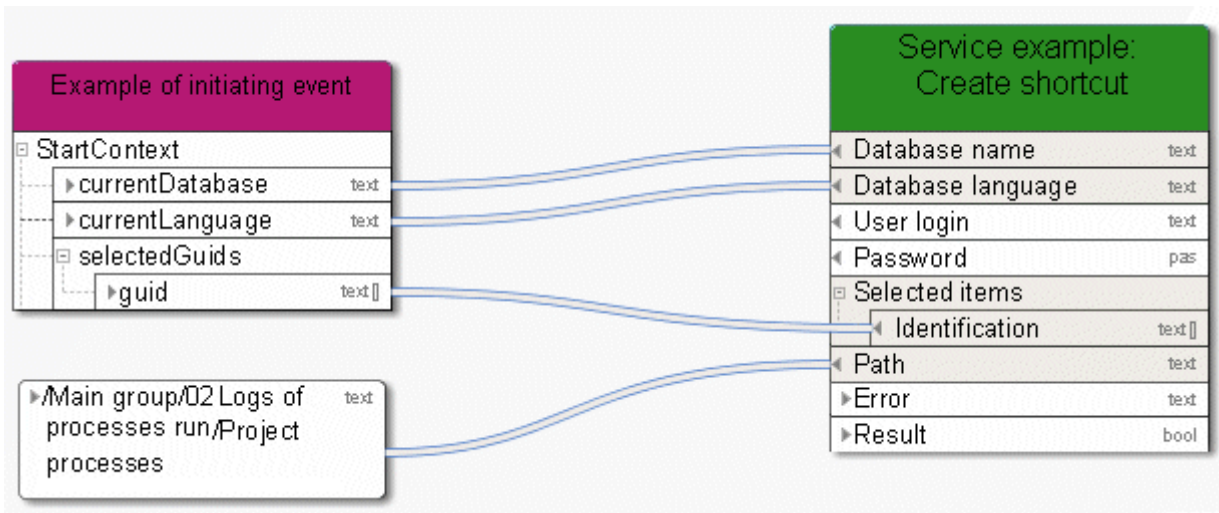 Example of initiating event
StartContext
currentDatabase text
currentLanguage text
selectedGuids
guid text[]
/Main group/02 Logs of text
processes run/Project
processes
Service example:
Create shortcut
Database name text
Database language text
User login text
Password pas
Selected items
Identification text[]
Path text
Error text
Result bool